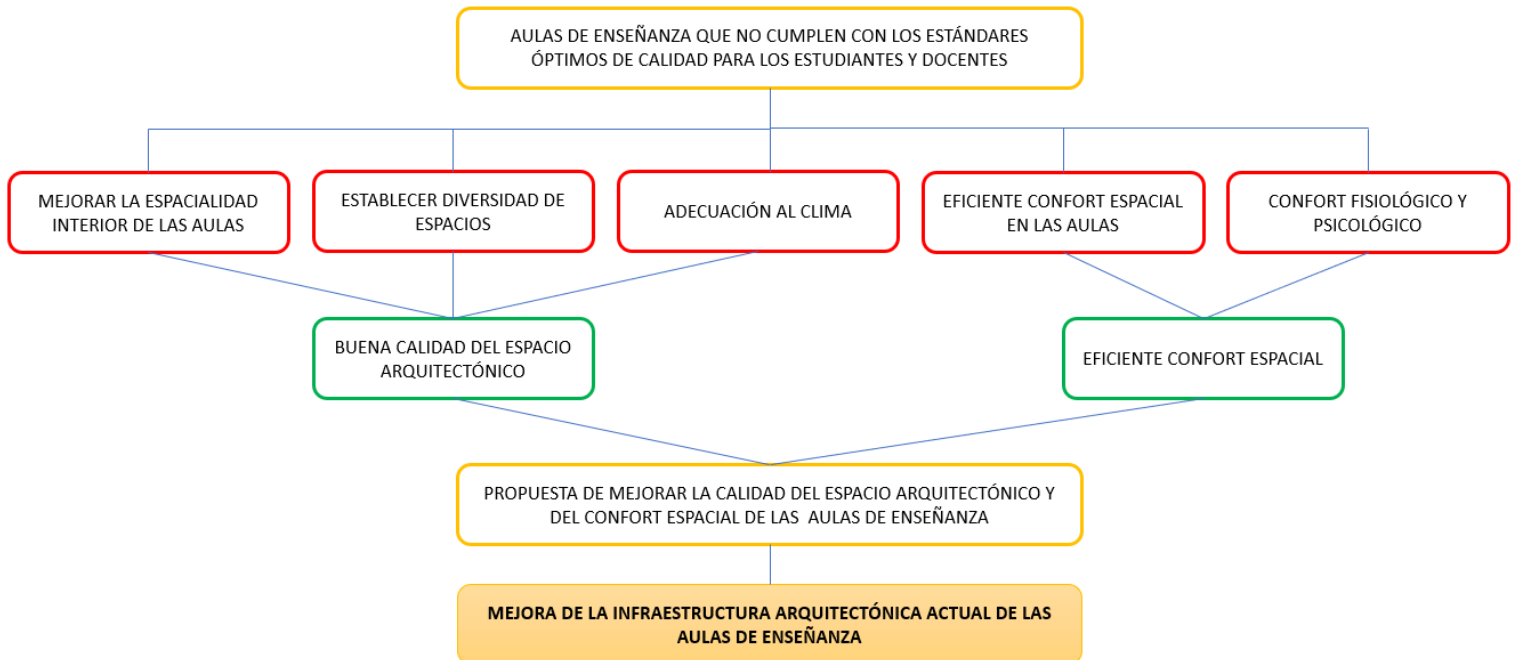 AULAS DE ENSEÑANZA QUE NO CUMPLEN CON LOS ESTÁNDARES
ÓPTIMOS DE CALIDAD PARA LOS ESTUDIANTES Y DOCENTES
MEJORAR LA ESPACIALIDAD
INTERIOR DE LAS AULAS
ESTABLECER DIVERSIDAD DE
ESPACIOS
ADECUACIÓN AL CLIMA
EFICIENTE CONFORT ESPACIAL
EN LAS AULAS
CONFORT FISIOLÓGICO Y
PSICOLÓGICO
BUENA CALIDAD DEL ESPACIO
ARQUITECTÓNICO
EFICIENTE CONFORT ESPACIAL
PROPUESTA DE MEJORAR LA CALIDAD DEL ESPACIO ARQUITECTÓNICO Y
DEL CONFORT ESPACIAL DE LAS AULAS DE ENSEÑANZA
MEJORA DE LA INFRAESTRUCTURA ARQUITECTÓNICA ACTUAL DE LAS
AULAS DE ENSEÑANZA